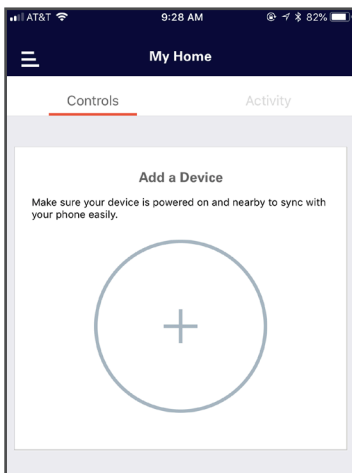 AT&T 9:28 AM 82%
My Home
Controls Activity
Add a Device
Make sure your device is powered on and nearby to sync with
your phone easily.